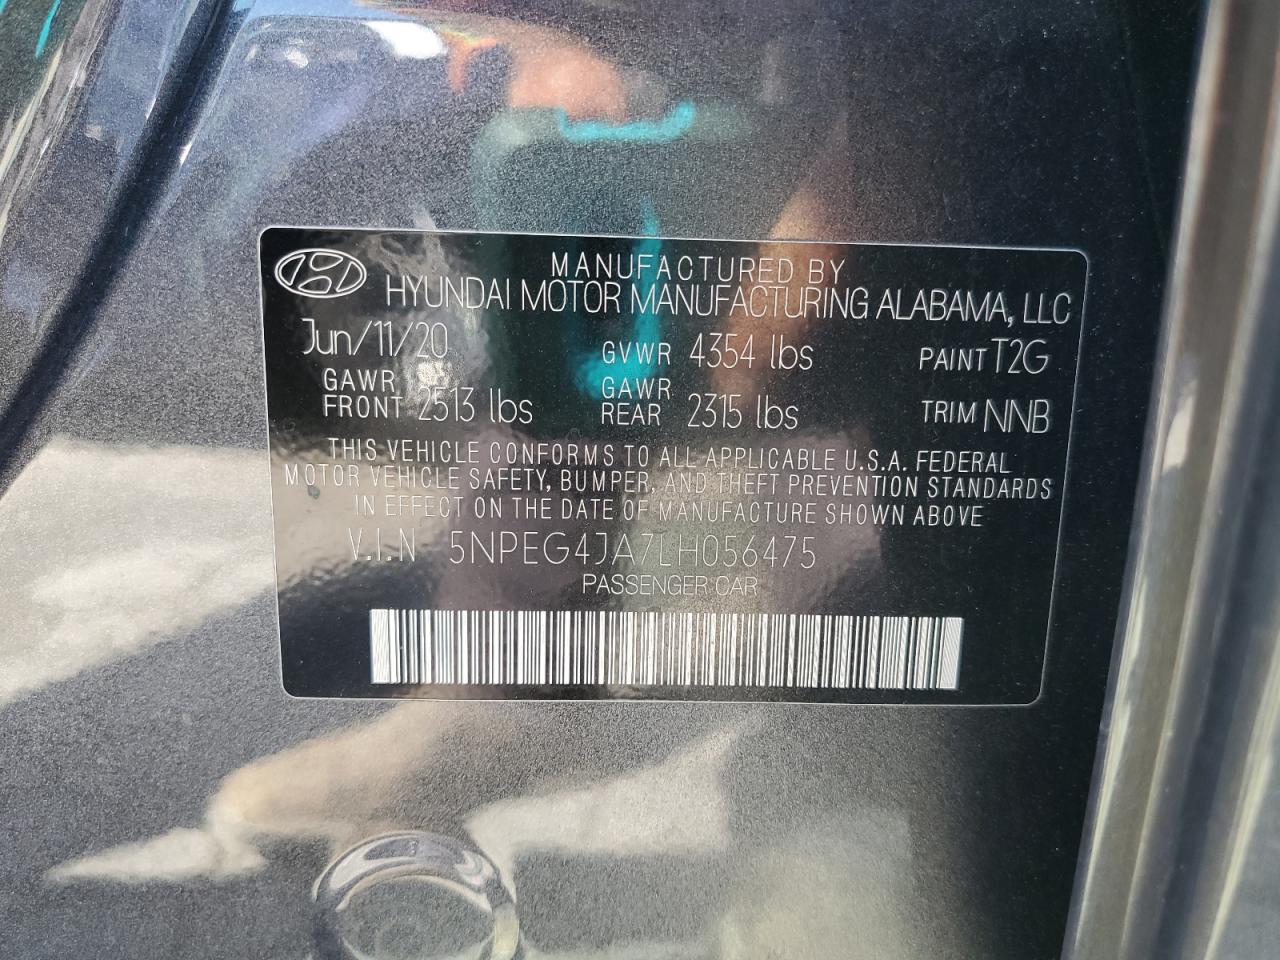 MANUFACTURED BY
HYUNDAI MOTOR MANUFACTURING ALABAMA, LLC
Jun/11/20 GVWR 4354 lbs PAINT T2G
GAWR FRONT 2513 lbs GAWR REAR 2315 lbs TRIM NNB
THIS VEHICLE CONFORMS TO ALL APPLICABLE U.S.A. FEDERAL
MOTOR VEHICLE SAFETY, BUMPER, AND THEFT PREVENTION STANDARDS
IN EFFECT ON THE DATE OF MANUFACTURE SHOWN ABOVE
V.I.N 5NPEG4JA7LH056475
PASSENGER CAR